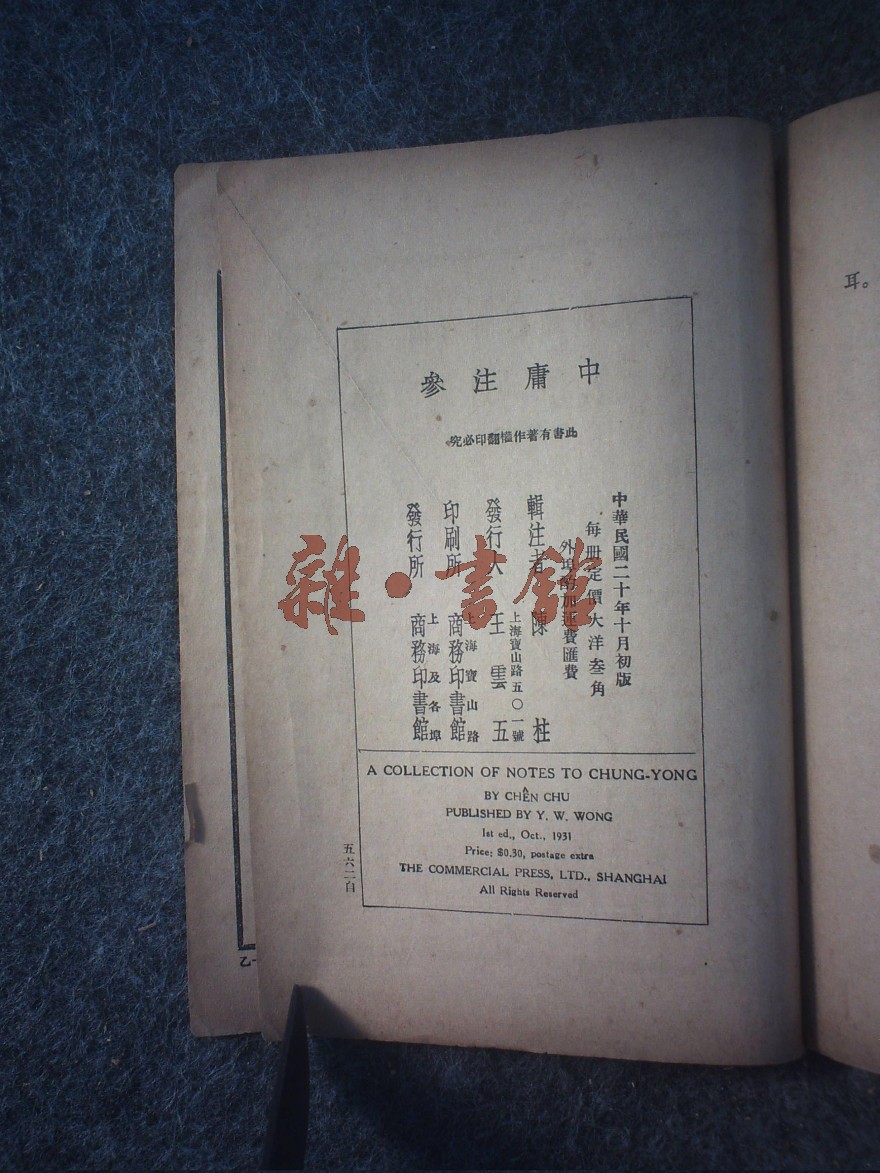 中庸注參
此書有著作權翻印必究
中華民國二十年十月初版
每册定價大洋叁角
外埠酌加運費匯費
輯注者 陳柱
上海寶山路五〇一號
發行人 王雲五
上海寶山路
印刷所 商務印書館
上海及各埠
發行所 商務印書館
A COLLECTION OF NOTES TO CHUNG-YONG
BY CHÊN CHU
PUBLISHED BY Y. W. WONG
1st ed., Oct., 1931
Price: $0.30, postage extra
THE COMMERCIAL PRESS, LTD., SHANGHAI
All Rights Reserved
五六二自
耳。
雜·書館